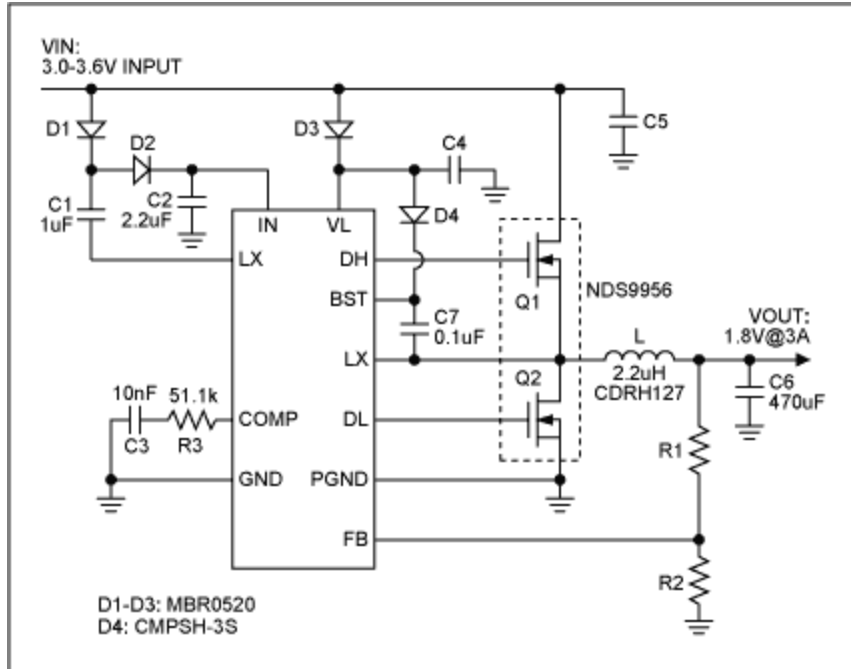 VIN:
3.0-3.6V INPUT
D1
D2
D3
C4
C5
C1
1uF
C2
2.2uF
D4
IN
VL
LX
DH
Q1
NDS9956
BST
C7
0.1uF
VOUT:
1.8V@3A
LX
L
2.2uH
CDRH127
Q2
C6
470uF
10nF
51.1k
C3
R3
COMP
DL
R1
GND
PGND
FB
R2
D1-D3: MBR0520
D4: CMPSH-3S